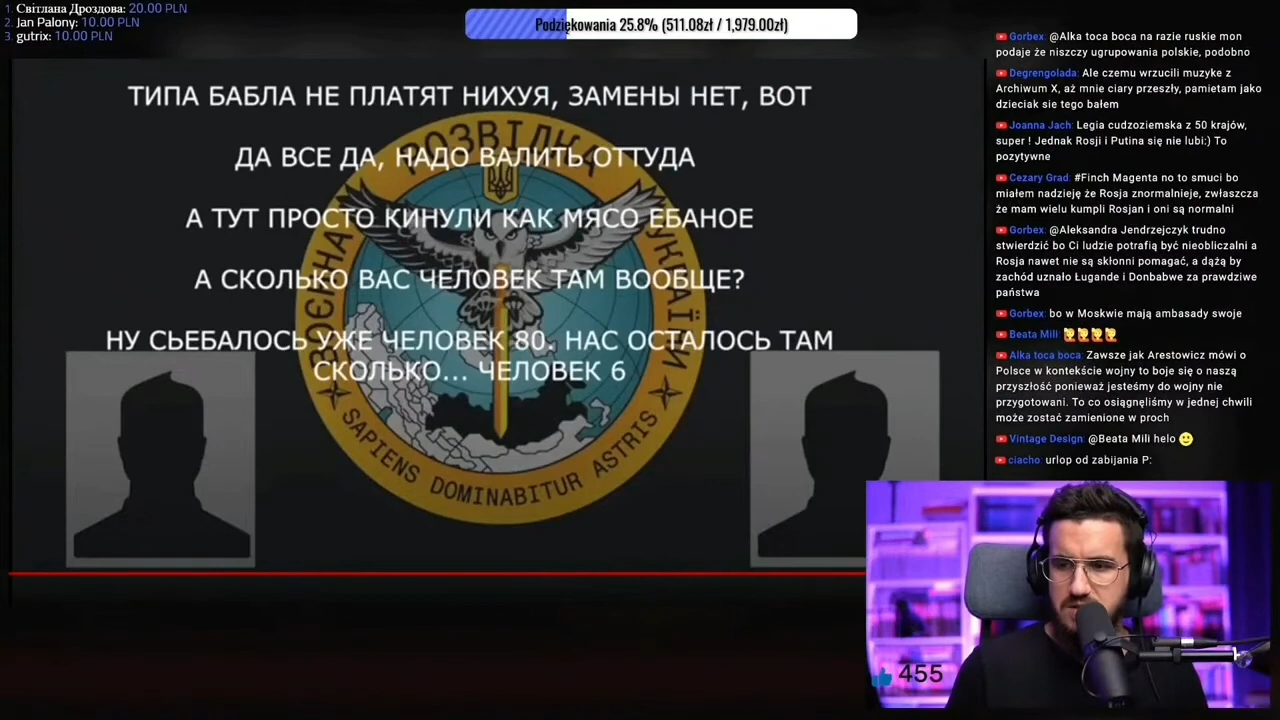 1. Світлана Дроздова: 20.00 PLN
2. Jan Palony: 10.00 PLN
3. gutrix: 10.00 PLN
Podziękowania 25.8% (511.08zł / 1,979.00zł)
ТИПА БАБЛА НЕ ПЛАТЯТ НИХУЯ, ЗАМЕНЫ НЕТ, ВОТ
ДА ВСЕ ДА, НАДО ВАЛИТЬ ОТТУДА
А ТУТ ПРОСТО КИНУЛИ КАК МЯСО ЕБАНОЕ
А СКОЛЬКО ВАС ЧЕЛОВЕК ТАМ ВООБЩЕ?
НУ СЬЕБАЛОСЬ УЖЕ ЧЕЛОВЕК 80. НАС ОСТАЛОСЬ ТАМ
СКОЛЬКО... ЧЕЛОВЕК 6
ВОЄННА РОЗВІДКА УКРАЇНИ
SAPIENS DOMINABITUR ASTRIS
Gorbex: @Alka toca boca na razie ruskie mon
podaje że niszczy ugrupowania polskie, podobno
Degrengolada: Ale czemu wrzucili muzyke z
Archiwum X, aż mnie ciary przeszły, pamietam jako
dzieciak sie tego bałem
Joanna Jach: Legia cudzoziemska z 50 krajów,
super ! Jednak Rosji i Putina się nie lubi:) To
pozytywne
Cezary Grad: #Finch Magenta no to smuci bo
miałem nadzieję że Rosja znormalnieje, zwłaszcza
że mam wielu kumpli Rosjan i oni są normalni
Gorbex: @Aleksandra Jendrzejczyk trudno
stwierdzić bo Ci ludzie potrafią być nieobliczalni a
Rosja nawet nie są skłonni pomagać, a dążą by
zachód uznało Ługande i Donbabwe za prawdziwe
państwa
Gorbex: bo w Moskwie mają ambasady swoje
Beata Mili:
Alka toca boca: Zawsze jak Arestowicz mówi o
Polsce w kontekście wojny to boje się o naszą
przyszłość ponieważ jesteśmy do wojny nie
przygotowani. To co osiągnęliśmy w jednej chwili
może zostać zamienione w proch
Vintage Design: @Beata Mili helo
ciacho: urlop od zabijania P:
455